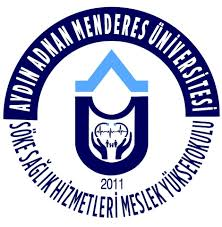 AYDIN ADNAN MENDERES ÜNİVERSİTESİ
2011
SÖKE SAĞLIK HİZMETLERİ MESLEK YÜKSEKOKULU